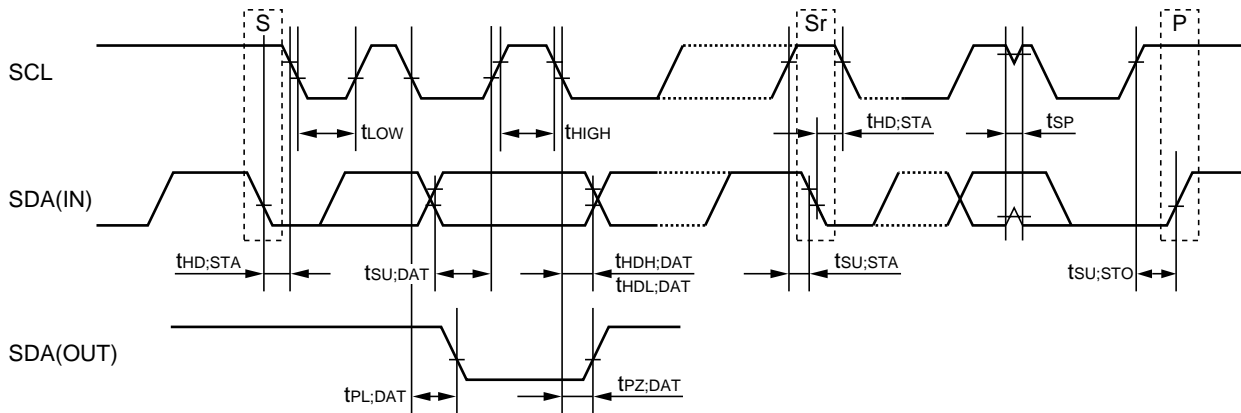 S Sr P
SCL
tLOW tHIGH tHD;STA tSP
SDA(IN)
tHD;STA tSU;DAT tHDH;DAT tSU;STA tSU;STO
tHDL;DAT
SDA(OUT)
tPL;DAT tPZ;DAT